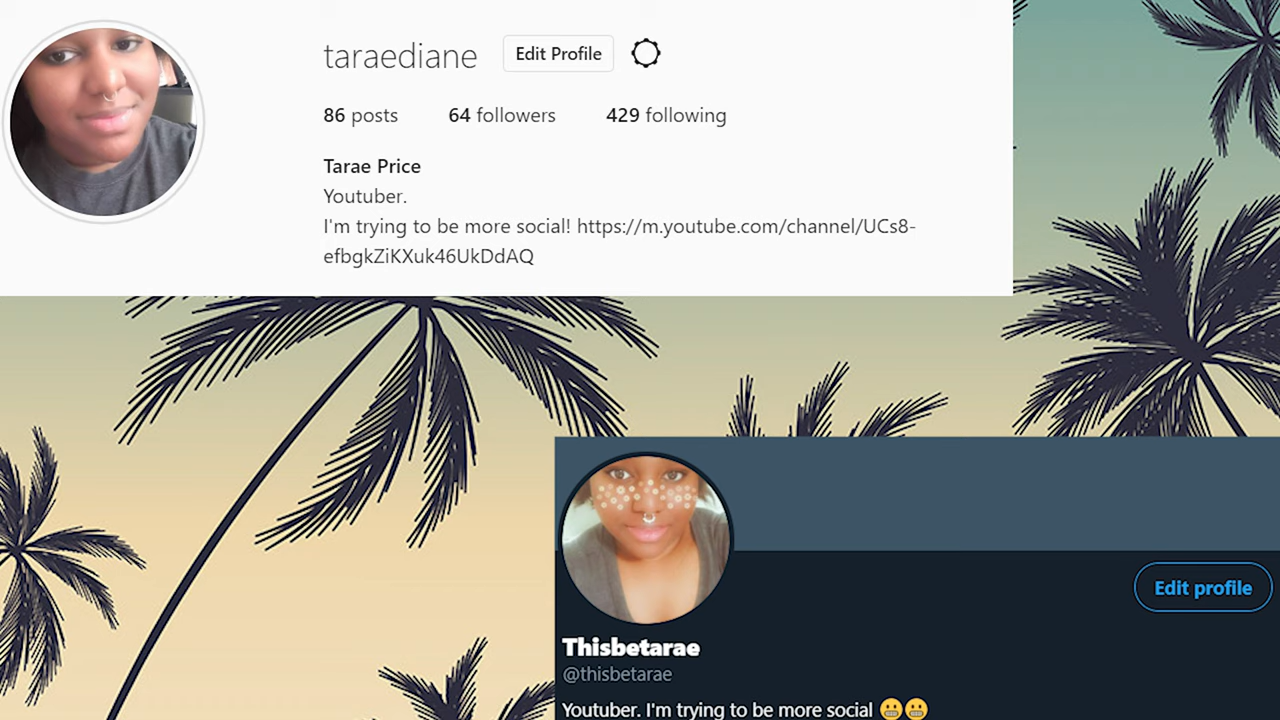 taraediane Edit Profile
86 posts 64 followers 429 following
Tarae Price
Youtuber.
I'm trying to be more social! https://m.youtube.com/channel/UCs8-
efbgkZiKXuk46UkDdAQ
Edit profile
Thisbetarae
@thisbetarae
Youtuber. I'm trying to be more social 😬😬